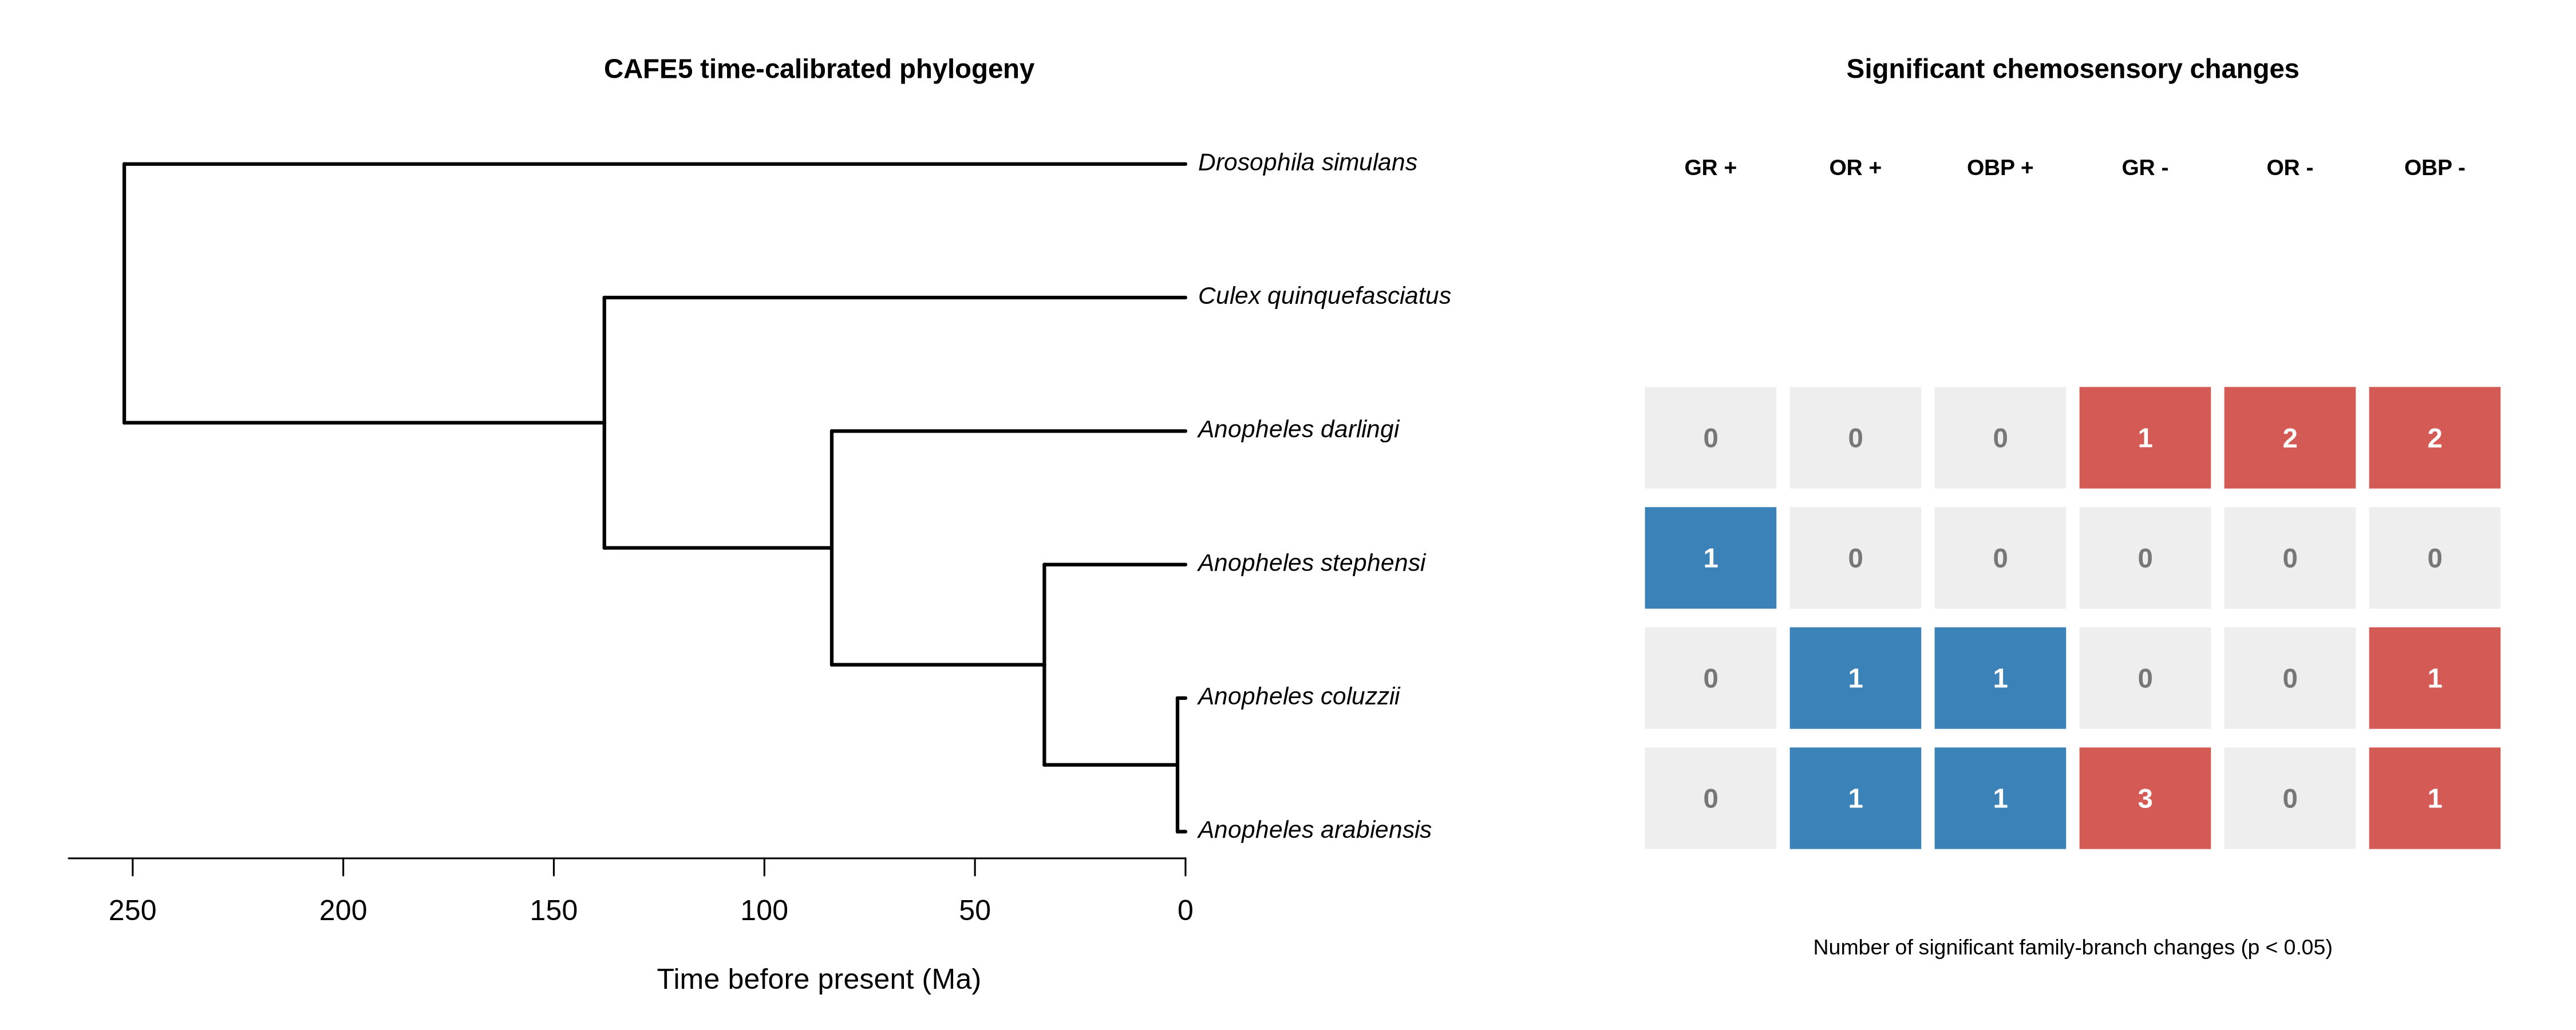 CAFE5 time-calibrated phylogeny
Significant chemosensory changes
Drosophila simulans
GR + OR + OBP + GR - OR - OBP -
Culex quinquefasciatus
Anopheles darlingi
0 0 0 1 2 2
Anopheles stephensi
1 0 0 0 0 0
Anopheles coluzzii
0 1 1 0 0 1
Anopheles arabiensis
0 1 1 3 0 1
250 200 150 100 50 0
Time before present (Ma)
Number of significant family-branch changes (p < 0.05)